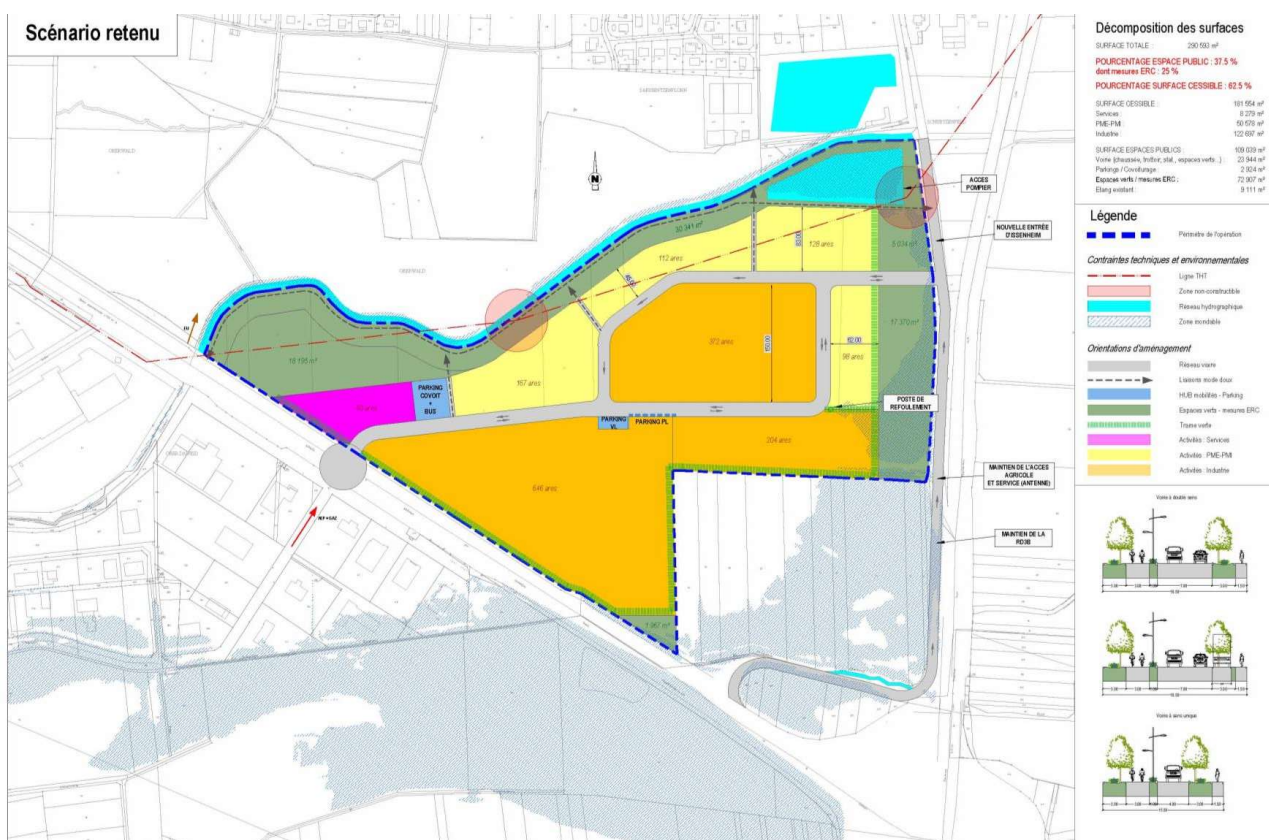 Scénario retenu
ACCES
POMPIER
NOUVELLE ENTRÉE
D'ISSENHEIM
30 341 m²
128 ares
5 034 m²
112 ares
17 370 m²
372 ares
98 ares
18 195 m²
167 ares
PARKING
COVOIT
+
BUS
PARKING
VL
PARKING PL
POSTE DE
REFOULEMENT
204 ares
646 ares
MAINTIEN DE L'ACCES
AGRICOLE
ET SERVICE (ANTENNE)
MAINTIEN DE LA
RD3B
1 967 m²
N
Décomposition des surfaces
SURFACE TOTALE : 290 593 m²
POURCENTAGE ESPACE PUBLIC : 37.5 %
dont mesures ERC : 25 %
POURCENTAGE SURFACE CESSIBLE : 62.5 %
SURFACE CESSIBLE : 181 554 m²
Services : 8 279 m²
PME-PMI : 50 578 m²
Industrie : 122 697 m²
SURFACE ESPACES PUBLICS : 109 039 m²
Voirie (chaussée, trottoir, stat., espaces verts...) : 23 944 m²
Parkings / Covoiturage : 2 924 m²
Espaces verts / mesures ERC : 72 907 m²
Etang existant : 9 111 m²
Légende
Périmètre de l'opération
Contraintes techniques et environnementales
Ligne THT
Zone non-constructible
Réseau hydrographique
Zone inondable
Orientations d'aménagement
Réseau viaire
Liaisons mode doux
HUB mobilités - Parking
Espaces verts - mesures ERC
Trame verte
Activités : Services
Activités : PME-PMI
Activités : Industrie
Voirie à double sens
Voirie à sens unique